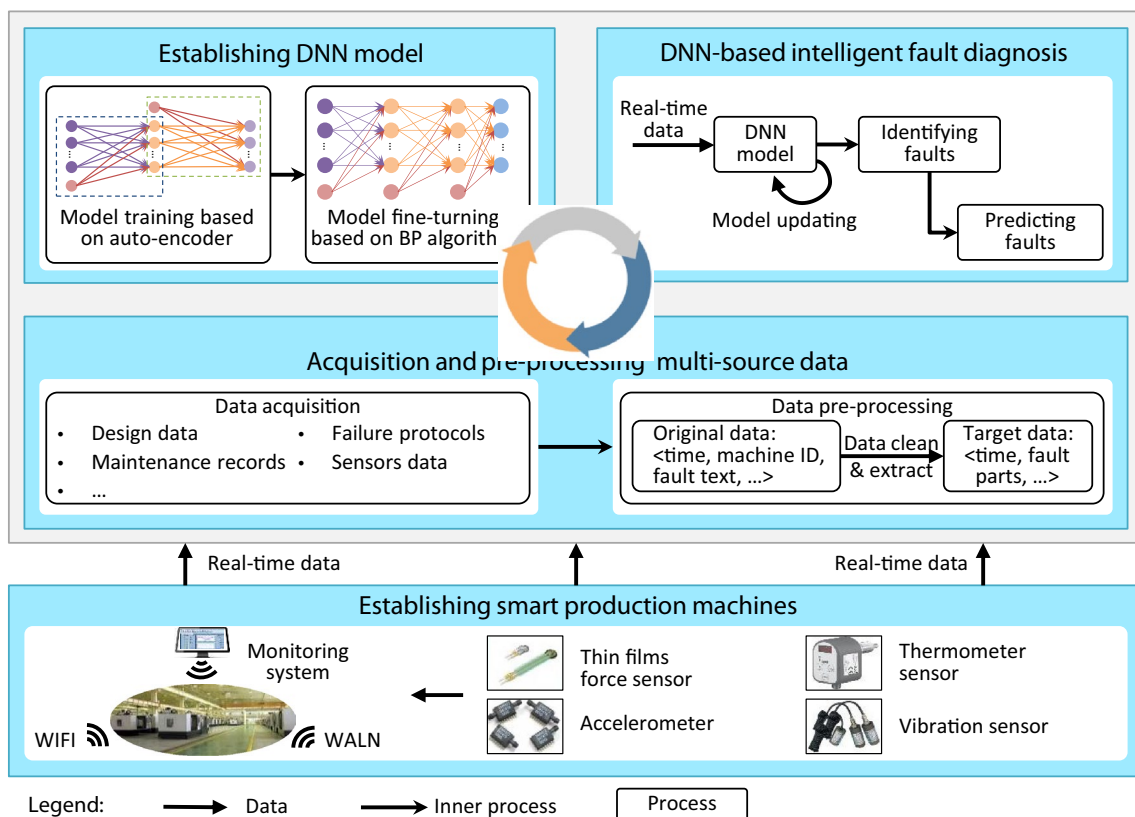 Establishing DNN model
Model training based
on auto-encoder
Model fine-turning
based on BP algorith
DNN-based intelligent fault diagnosis
Real-time
data
DNN
model
Identifying
faults
Model updating
Predicting
faults
Acquisition and pre-processing multi-source data
Data acquisition
• Design data
• Failure protocols
• Maintenance records
• Sensors data
• ...
Data pre-processing
Original data:
<time, machine ID,
fault text, ...>
Data clean
& extract
Target data:
<time, fault
parts, ...>
Real-time data
Real-time data
Establishing smart production machines
Monitoring
system
WIFI
WALN
Thin films
force sensor
Accelerometer
Thermometer
sensor
Vibration sensor
Legend:
Data
Inner process
Process